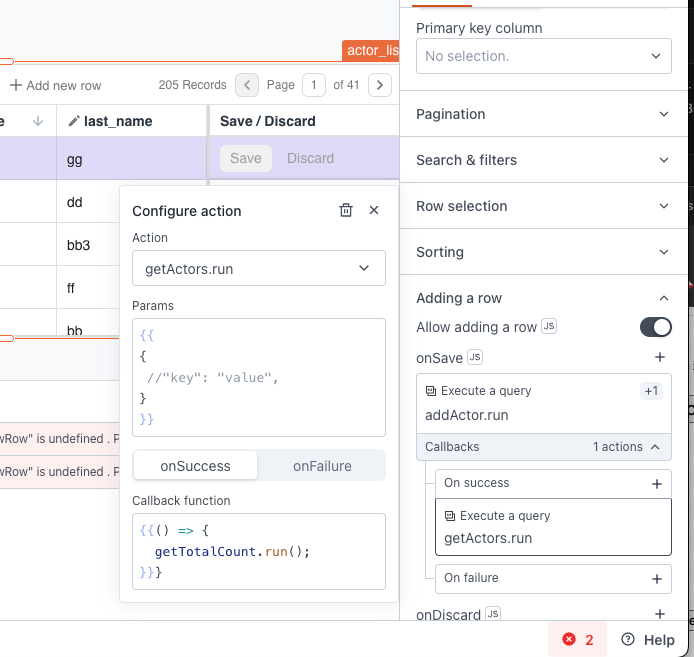 Primary key column
No selection.
actor_lis
Add new row
205 Records
Page
1
of 41
e
last_name
Save / Discard
gg
Save
Discard
dd
bb3
ff
bb
wRow" is undefined . P
wRow" is undefined . P
Configure action
Action
getActors.run
Params
{{
{
//"key": "value",
}
}}
onSuccess
onFailure
Callback function
{{() => {
getTotalCount.run();
}}}
Pagination
Search & filters
Row selection
Sorting
Adding a row
Allow adding a row JS
onSave JS
Execute a query
+1
addActor.run
Callbacks
1 actions
On success
Execute a query
getActors.run
On failure
onDiscard JS
2
Help